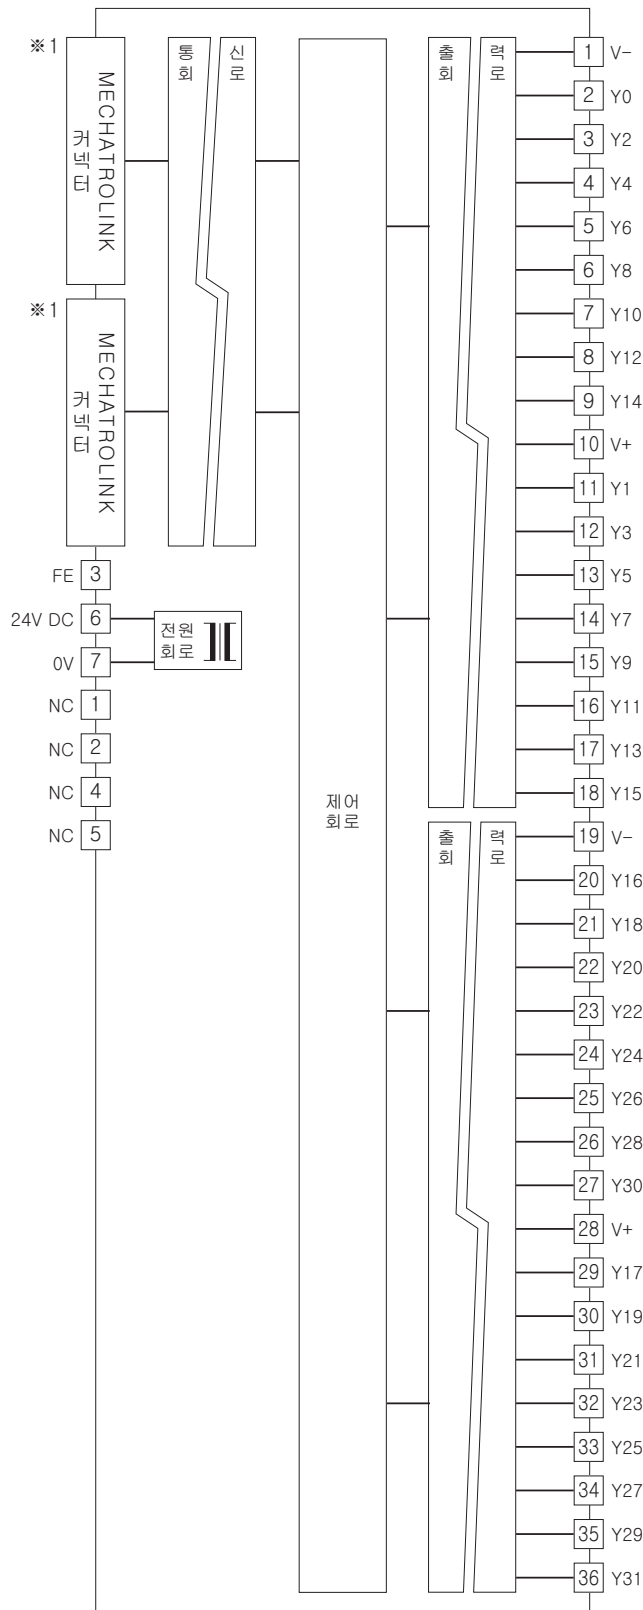 ※1
MECHATROLINK
커넥터
※1
MECHATROLINK
커넥터
FE 3
24V DC 6
0V 7
NC 1
NC 2
NC 4
NC 5
전원
회로
통신
회로
제어
회로
출력
회로
1 V−
2 Y0
3 Y2
4 Y4
5 Y6
6 Y8
7 Y10
8 Y12
9 Y14
10 V+
11 Y1
12 Y3
13 Y5
14 Y7
15 Y9
16 Y11
17 Y13
18 Y15
출력
회로
19 V−
20 Y16
21 Y18
22 Y20
23 Y22
24 Y24
25 Y26
26 Y28
27 Y30
28 V+
29 Y17
30 Y19
31 Y21
32 Y23
33 Y25
34 Y27
35 Y29
36 Y31